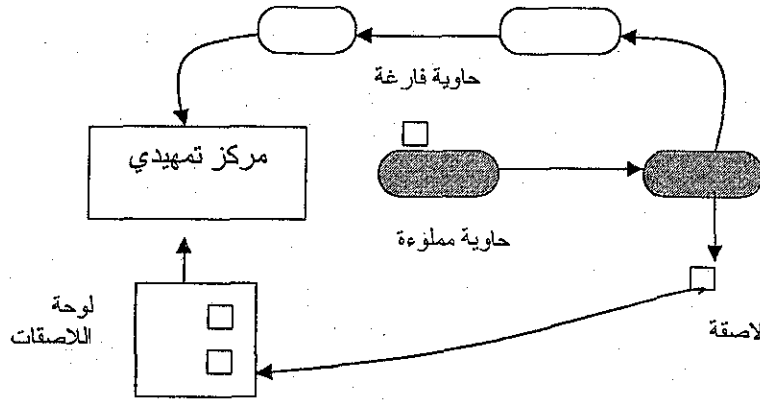 حاوية فارغة
مركز تمهيدي
حاوية مملوءة
لوحة
اللاصقات
لاصقة